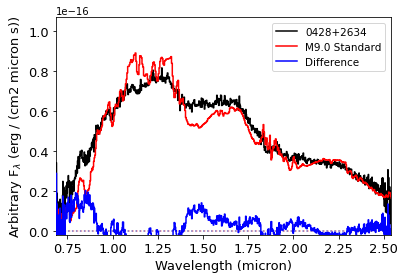 1e−16
0428+2634
M9.0 Standard
Difference
1.0
0.8
0.6
0.4
0.2
0.0
Arbitrary Fλ (erg / (cm2 micron s))
0.75 1.00 1.25 1.50 1.75 2.00 2.25 2.50
Wavelength (micron)